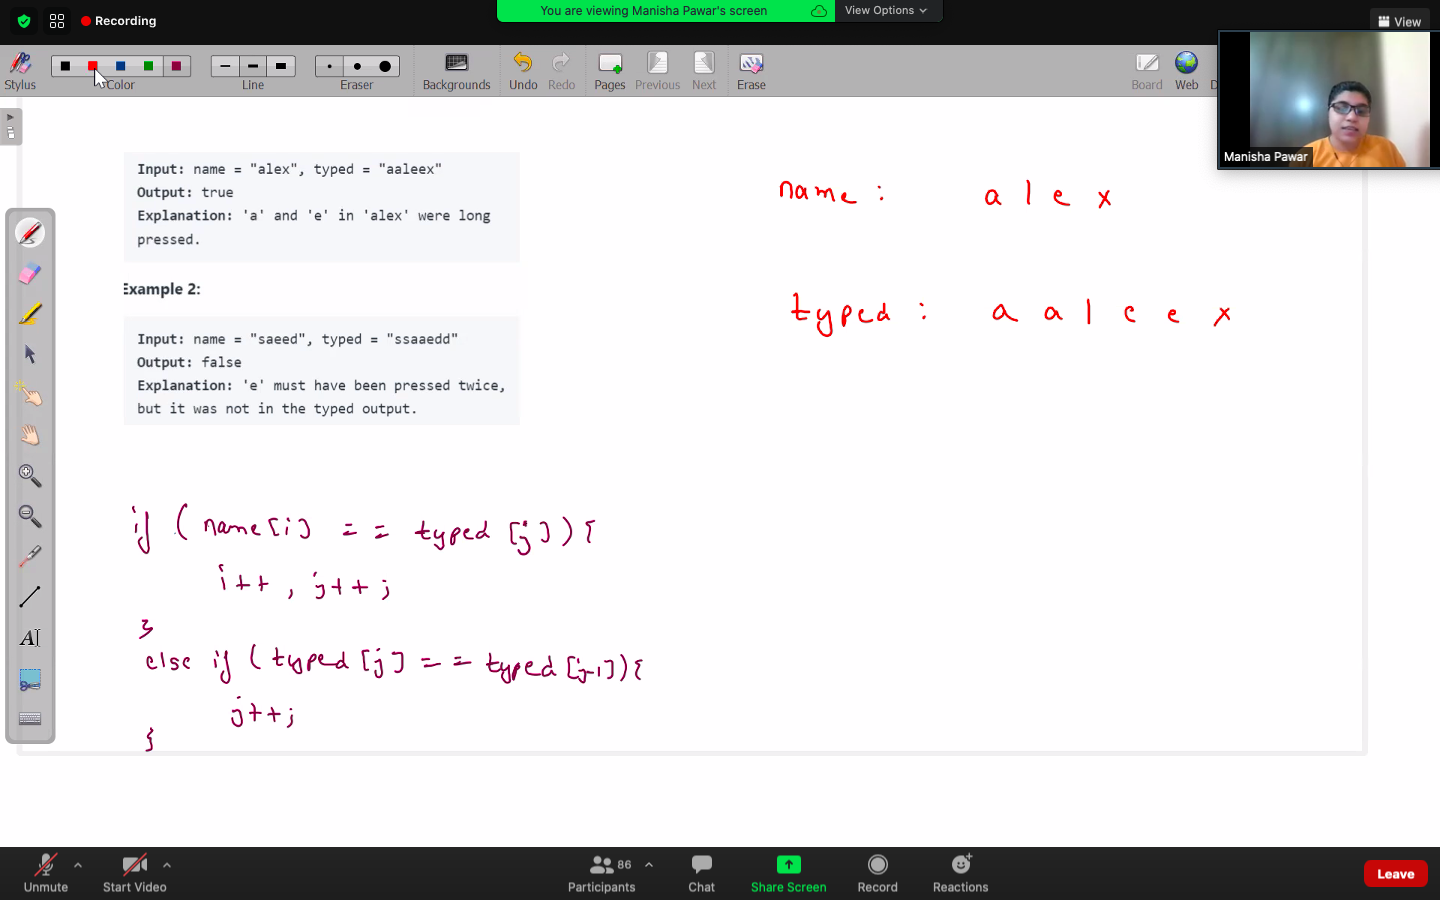 You are viewing Manisha Pawar's screen
View Options
Recording
View
Stylus
Color
Line
Eraser
Backgrounds
Undo
Redo
Pages
Previous
Next
Erase
Board
Web
D
Manisha Pawar
Input: name = "alex", typed = "aaleex"
Output: true
Explanation: 'a' and 'e' in 'alex' were long
pressed.
Example 2:
Input: name = "saeed", typed = "ssaaedd"
Output: false
Explanation: 'e' must have been pressed twice,
but it was not in the typed output.
name : a l e x
typed : a a l e e x
if (name[i] == typed [j]){
i++, j++;
}
else if (typed [j] == typed [j-1]){
j++;
}
A
Unmute
Start Video
86
Participants
Chat
Share Screen
Record
Reactions
Leave